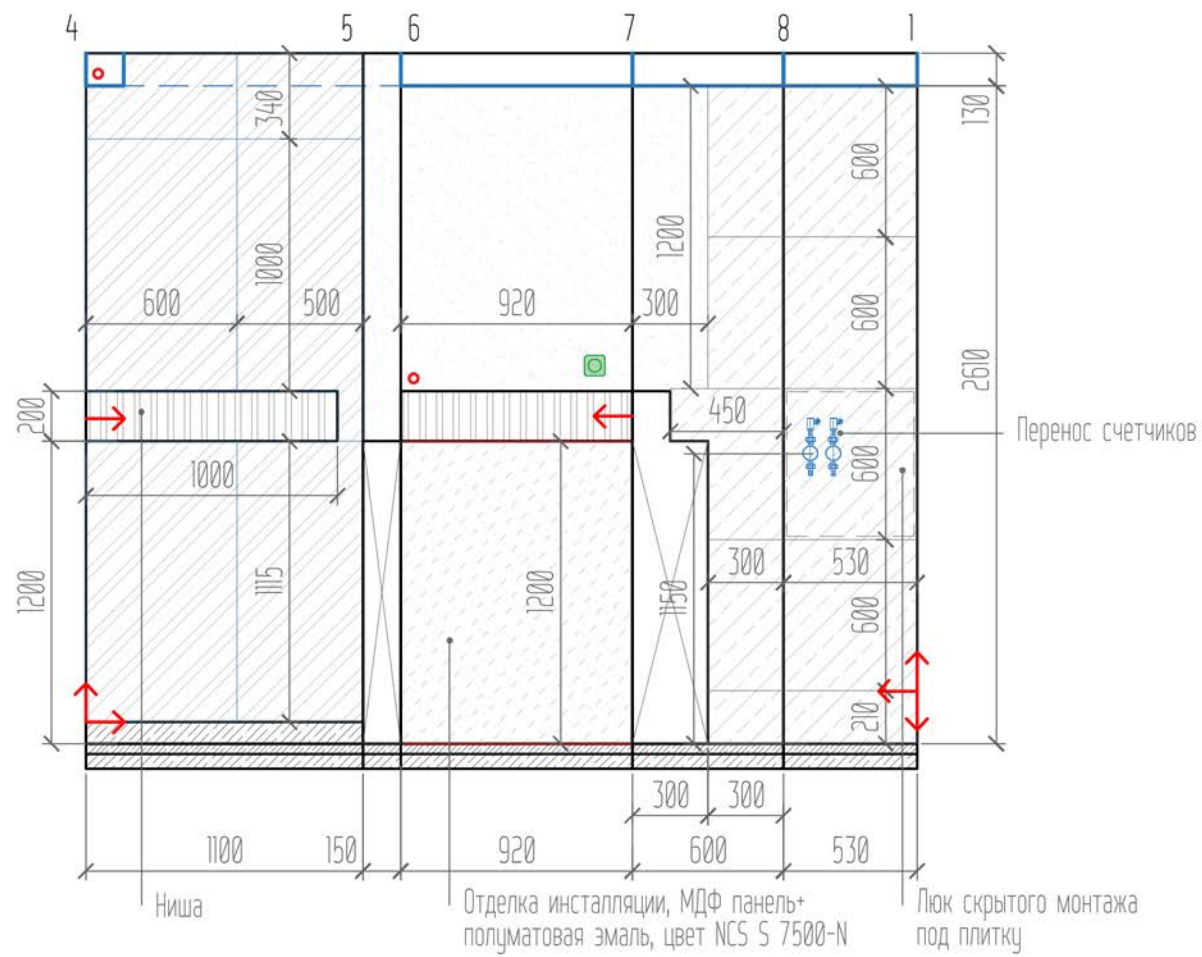 4 5 6 7 8 1
340
130
600
1200
1000
600 500 920 300
600
2610
200
450
600
Перенос счетчиков
1000
1200
1115
1200
1150
300 530
600
210
300 300
1100 150 920 600 530
Ниша
Отделка инсталляции, МДФ панель+
полуматовая эмаль, цвет NCS S 7500-N
Люк скрытого монтажа
под плитку